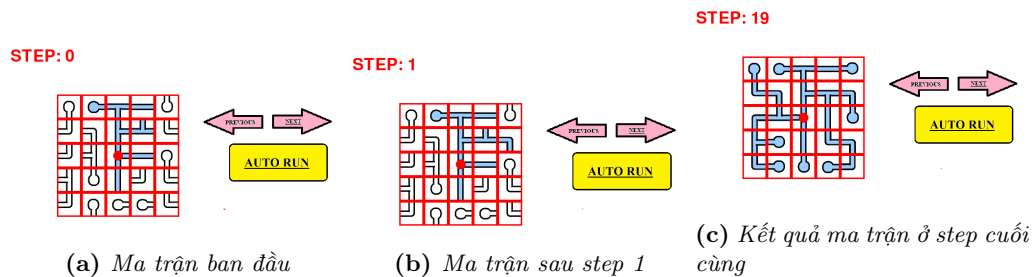 STEP: 0
PREVIOUS
NEXT
AUTO RUN
(a) Ma trận ban đầu
STEP: 1
PREVIOUS
NEXT
AUTO RUN
(b) Ma trận sau step 1
STEP: 19
PREVIOUS
NEXT
AUTO RUN
(c) Kết quả ma trận ở step cuối
cùng